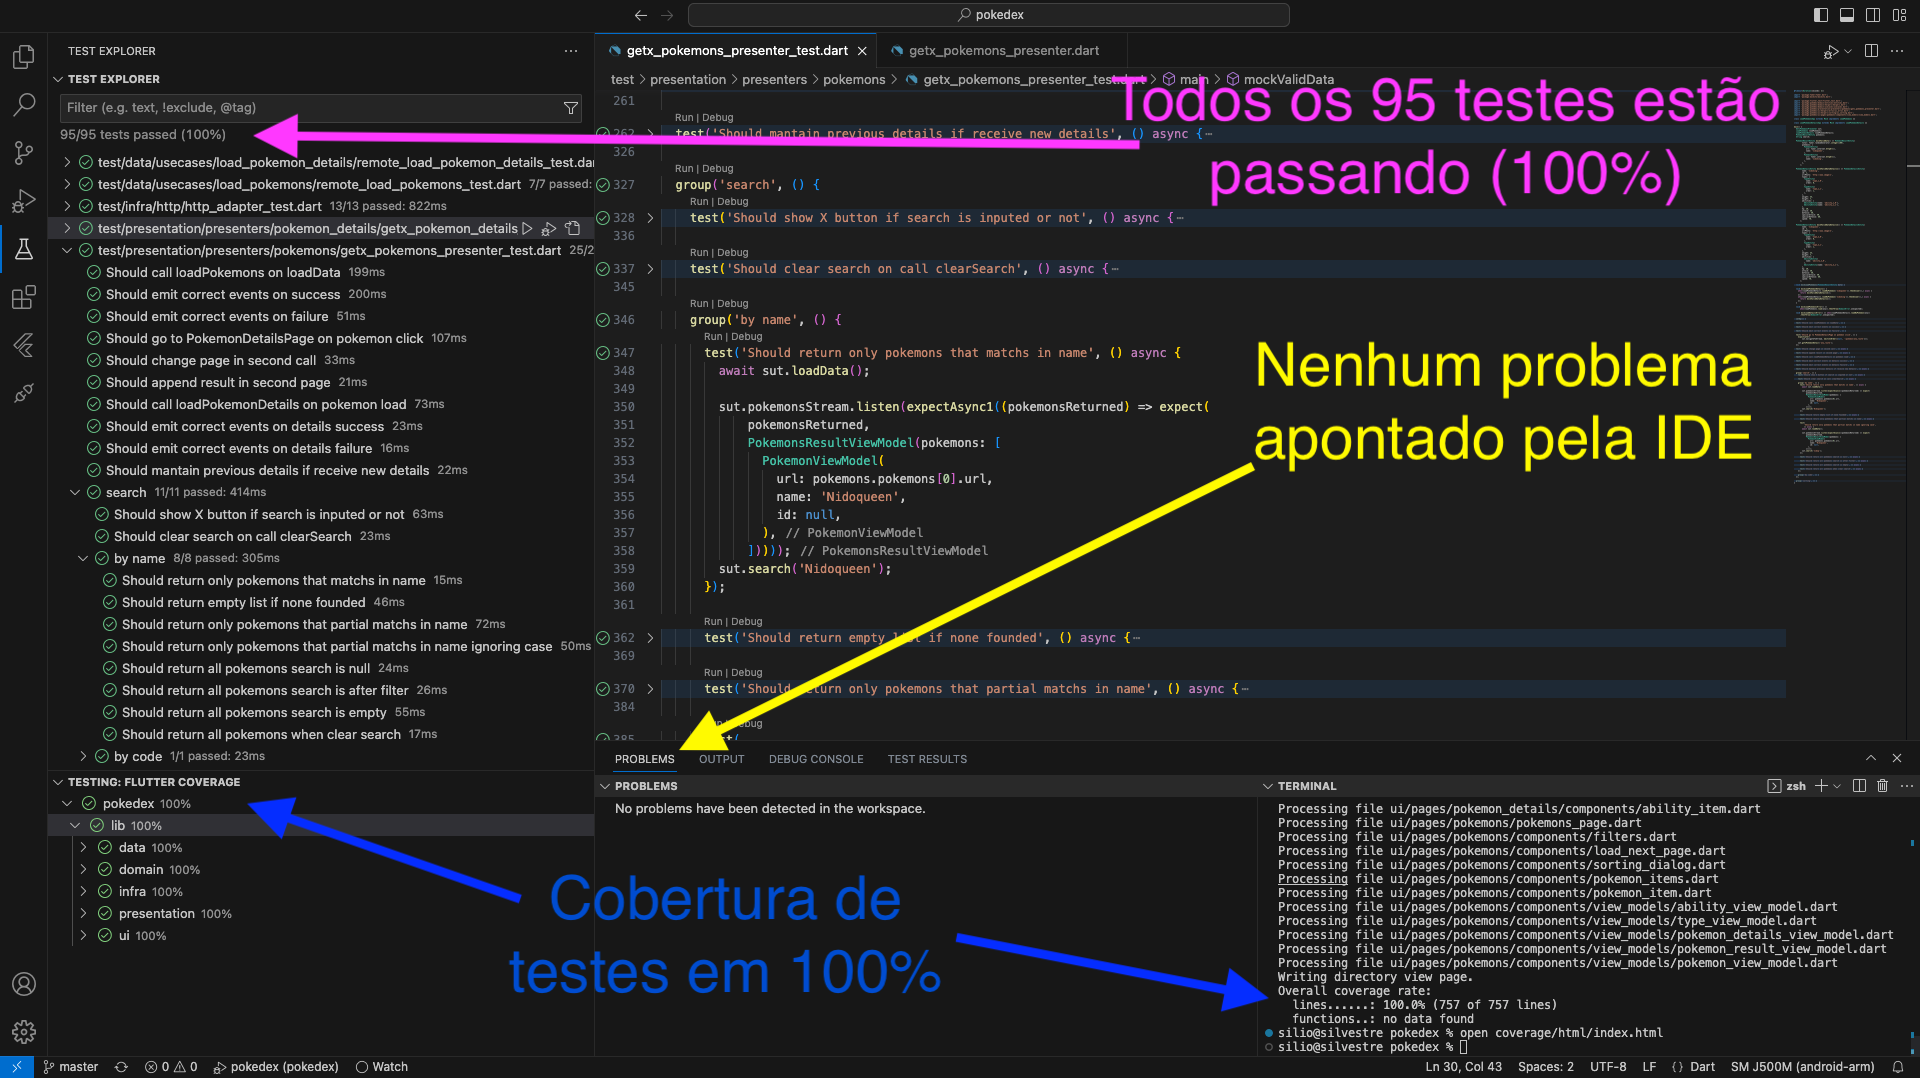 pokedex
TEST EXPLORER
TEST EXPLORER
Filter (e.g. text, !exclude, @tag)
95/95 tests passed (100%)
test/data/usecases/load_pokemon_details/remote_load_pokemon_details_test.dar
test/data/usecases/load_pokemons/remote_load_pokemons_test.dart 7/7 passed:
test/infra/http/http_adapter_test.dart 13/13 passed: 822ms
test/presentation/presenters/pokemon_details/getx_pokemon_details
test/presentation/presenters/pokemons/getx_pokemons_presenter_test.dart 25/2
Should call loadPokemons on loadData 199ms
Should emit correct events on success 200ms
Should emit correct events on failure 51ms
Should go to PokemonDetailsPage on pokemon click 107ms
Should change page in second call 33ms
Should append result in second page 21ms
Should call loadPokemonDetails on pokemon load 73ms
Should emit correct events on details success 23ms
Should emit correct events on details failure 16ms
Should mantain previous details if receive new details 22ms
search 11/11 passed: 414ms
Should show X button if search is inputed or not 63ms
Should clear search on call clearSearch 23ms
by name 8/8 passed: 305ms
Should return only pokemons that matchs in name 15ms
Should return empty list if none founded 46ms
Should return only pokemons that partial matchs in name 72ms
Should return only pokemons that partial matchs in name ignoring case 50ms
Should return all pokemons search is null 24ms
Should return all pokemons search is after filter 26ms
Should return all pokemons search is empty 55ms
Should return all pokemons when clear search 17ms
by code 1/1 passed: 23ms
TESTING: FLUTTER COVERAGE
pokedex 100%
lib 100%
data 100%
domain 100%
infra 100%
presentation 100%
ui 100%
getx_pokemons_presenter_test.dart
getx_pokemons_presenter.dart
test > presentation > presenters > pokemons > getx_pokemons_presenter_test.dart > main > mockValidData
261
Run | Debug
262 test('Should mantain previous details if receive new details', () async {…
326
Run | Debug
327 group('search', () {
Run | Debug
328 test('Should show X button if search is inputed or not', () async {…
336
Run | Debug
337 test('Should clear search on call clearSearch', () async {…
345
Run | Debug
346 group('by name', () {
Run | Debug
347 test('Should return only pokemons that matchs in name', () async {
348 await sut.loadData();
349
350 sut.pokemonsStream.listen(expectAsync1((pokemonsReturned) => expect(
351 pokemonsReturned,
352 PokemonsResultViewModel(pokemons: [
353 PokemonViewModel(
354 url: pokemons.pokemons[0].url,
355 name: 'Nidoqueen',
356 id: null,
357 ), // PokemonViewModel
358 ])))); // PokemonsResultViewModel
359 sut.search('Nidoqueen');
360 });
361
Run | Debug
362 test('Should return empty list if none founded', () async {…
369
Run | Debug
370 test('Should return only pokemons that partial matchs in name', () async {…
384
Run | Debug
385 test(
Todos os 95 testes estão
passando (100%)
Nenhum problema
apontado pela IDE
Cobertura de
testes em 100%
PROBLEMS OUTPUT DEBUG CONSOLE TEST RESULTS
PROBLEMS
No problems have been detected in the workspace.
TERMINAL
zsh
Processing file ui/pages/pokemon_details/components/ability_item.dart
Processing file ui/pages/pokemons/pokemons_page.dart
Processing file ui/pages/pokemons/components/filters.dart
Processing file ui/pages/pokemons/components/load_next_page.dart
Processing file ui/pages/pokemons/components/sorting_dialog.dart
Processing file ui/pages/pokemons/components/pokemon_items.dart
Processing file ui/pages/pokemons/components/pokemon_item.dart
Processing file ui/pages/pokemons/components/view_models/ability_view_model.dart
Processing file ui/pages/pokemons/components/view_models/type_view_model.dart
Processing file ui/pages/pokemons/components/view_models/pokemon_details_view_model.dart
Processing file ui/pages/pokemons/components/view_models/pokemon_result_view_model.dart
Processing file ui/pages/pokemons/components/view_models/pokemon_view_model.dart
Writing directory view page.
Overall coverage rate:
lines......: 100.0% (757 of 757 lines)
functions..: no data found
silio@silvestre pokedex % open coverage/html/index.html
silio@silvestre pokedex %
master 0 0 pokedex (pokedex) Watch
Ln 30, Col 43 Spaces: 2 UTF-8 LF {} Dart SM J500M (android-arm)